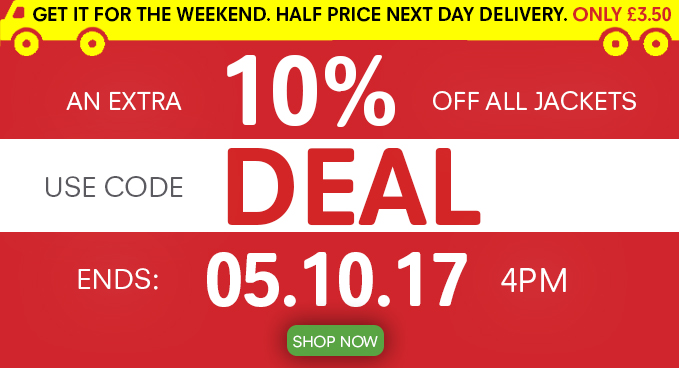 GET IT FOR THE WEEKEND. HALF PRICE NEXT DAY DELIVERY. ONLY £3.50
AN EXTRA 10% OFF ALL JACKETS
USE CODE DEAL
ENDS: 05.10.17 4PM
SHOP NOW